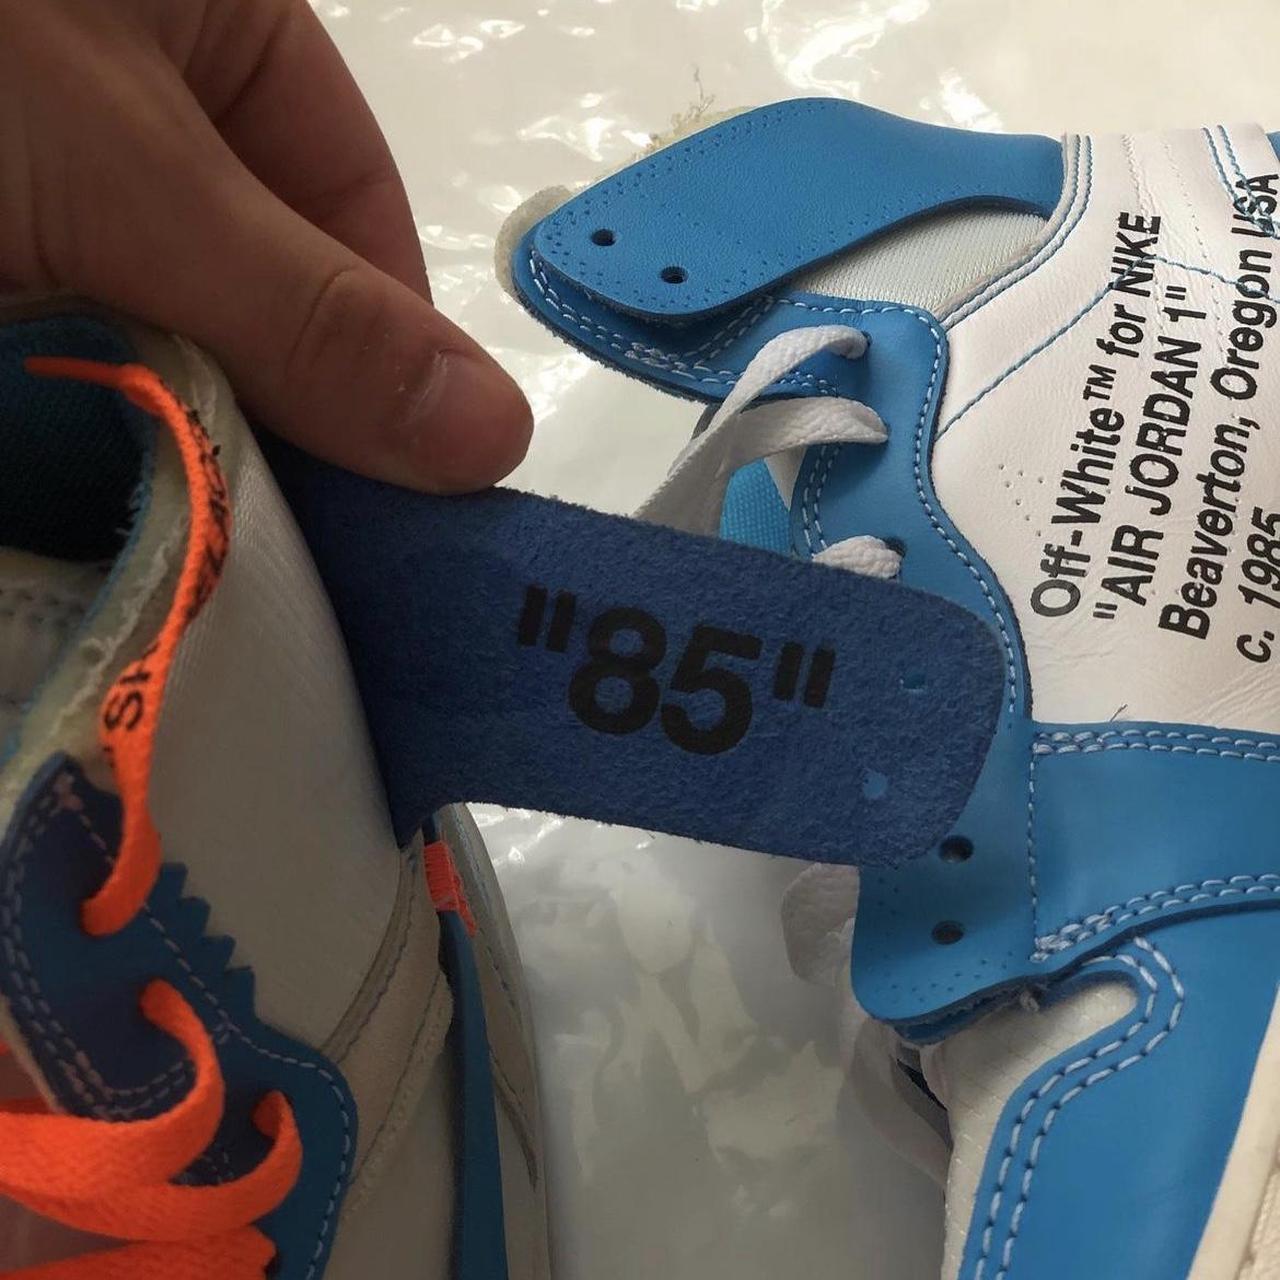 "85"
Off-White™ for NIKE
"AIR JORDAN 1"
Beaverton, Oregon USA
c. 1985